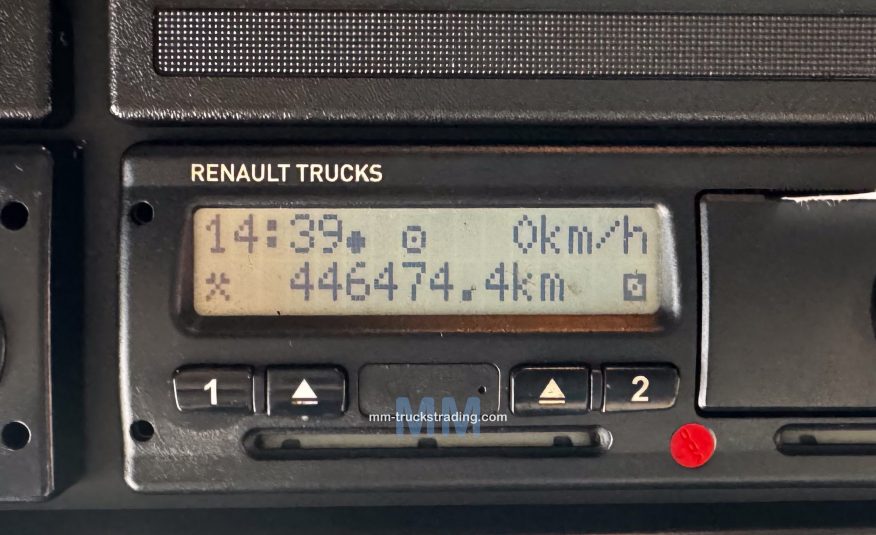 RENAULT TRUCKS
14:39 0km/h
446474.4km
1 2
MM
mm-truckstrading.com